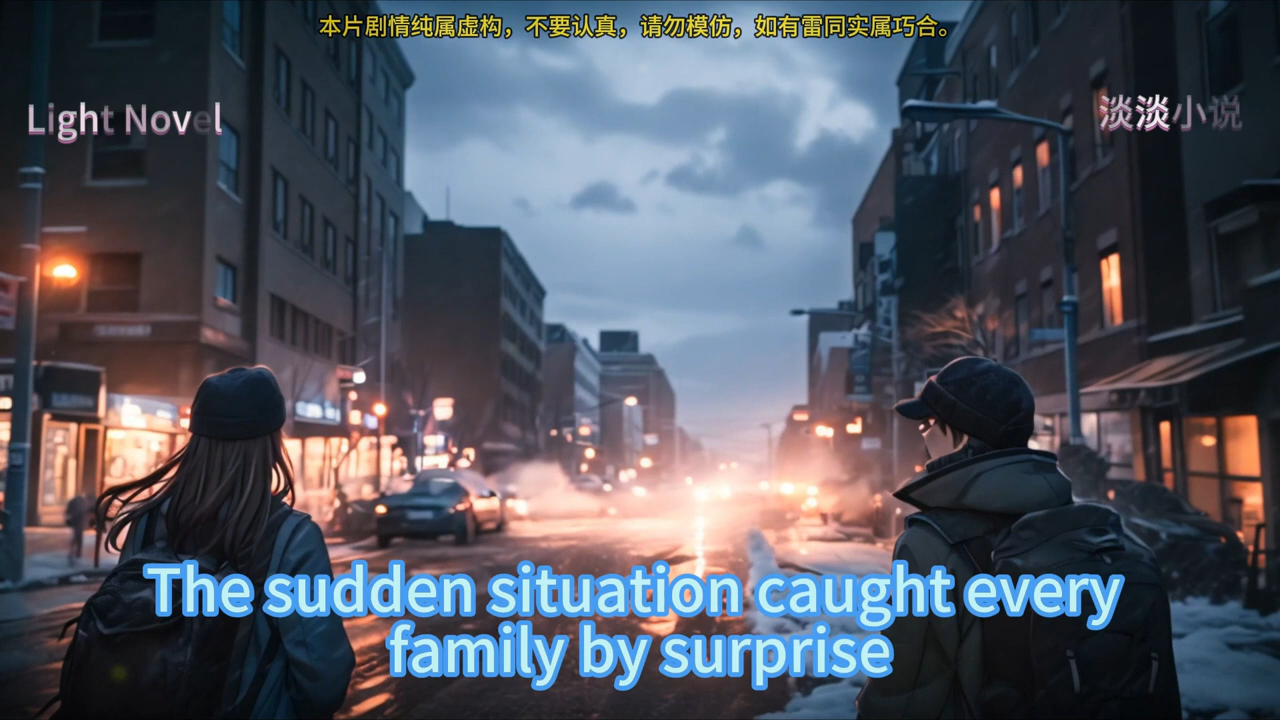 本片剧情纯属虚构，不要认真，请勿模仿，如有雷同实属巧合。
Light Novel
淡淡小说
The sudden situation caught every
family by surprise